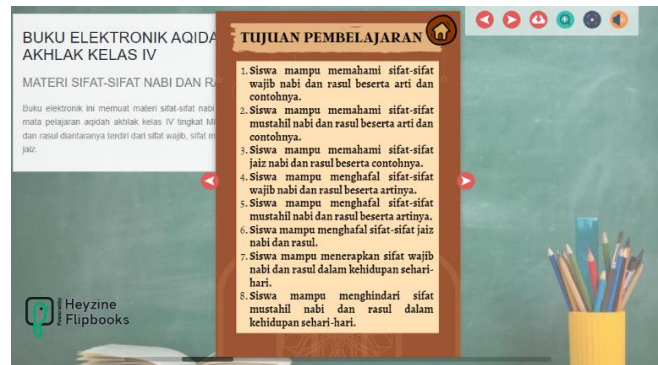 BUKU ELEKTRONIK AQIDA
AKHLAK KELAS IV
MATERI SIFAT-SIFAT NABI DAN RA
Buku elektronik ini memuat materi sifat-sifat nabi
mata pelajaran aqidah akhlak kelas IV tingkat MI
dan rasul diantaranya terdiri dari sifat wajib, sifat m
jaiz.
TUJUAN PEMBELAJARAN
1. Siswa mampu memahami sifat-sifat
wajib nabi dan rasul beserta arti dan
contohnya.
2. Siswa mampu memahami sifat-sifat
mustahil nabi dan rasul beserta arti dan
contohnya.
3. Siswa mampu memahami sifat-sifat
jaiz nabi dan rasul beserta contohnya.
4. Siswa mampu menghafal sifat-sifat
wajib nabi dan rasul beserta artinya.
5. Siswa mampu menghafal sifat-sifat
mustahil nabi dan rasul beserta artinya.
6. Siswa mampu menghafal sifat-sifat jaiz
nabi dan rasul.
7. Siswa mampu menerapkan sifat wajib
nabi dan rasul dalam kehidupan sehari-
hari.
8. Siswa mampu menghindari sifat
mustahil nabi dan rasul dalam
kehidupan sehari-hari.
Heyzine
Flipbooks